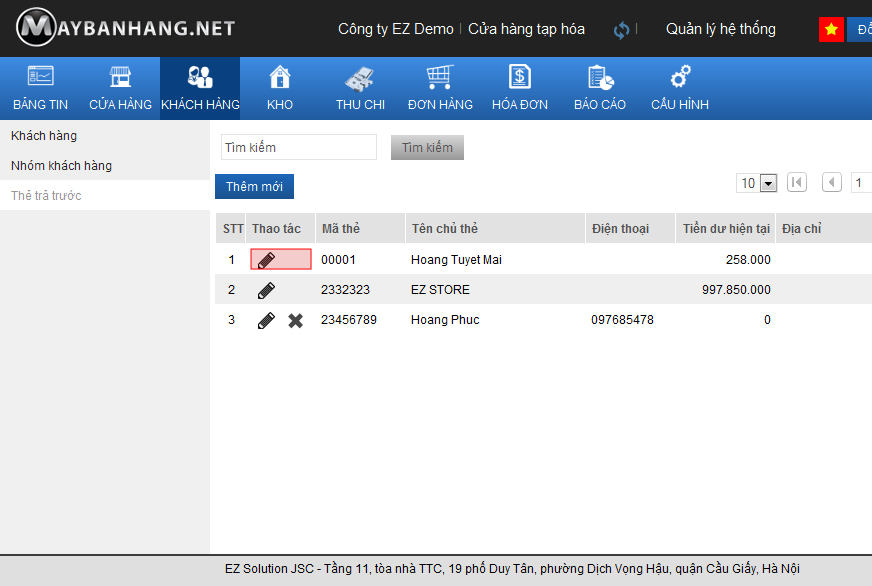 MAYBANHANG.NET
Công ty EZ Demo | Cửa hàng tạp hóa | Quản lý hệ thống
BẢNG TIN CỬA HÀNG KHÁCH HÀNG KHO THU CHI ĐƠN HÀNG HÓA ĐƠN BÁO CÁO CẤU HÌNH
Khách hàng
Nhóm khách hàng
Thẻ trả trước
Tìm kiếm Tìm kiếm
Thêm mới
10 1
STT Thao tác Mã thẻ Tên chủ thẻ Điện thoại Tiền dư hiện tại Địa chỉ
1 00001 Hoang Tuyet Mai 258.000
2 2332323 EZ STORE 997.850.000
3 23456789 Hoang Phuc 097685478 0
EZ Solution JSC - Tầng 11, tòa nhà TTC, 19 phố Duy Tân, phường Dịch Vọng Hậu, quận Cầu Giấy, Hà Nội